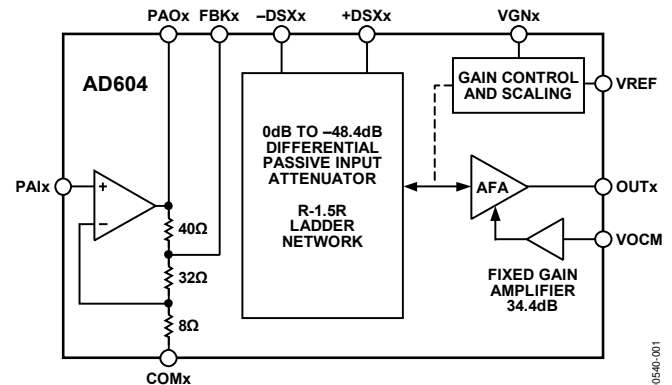 PAOx FBKx –DSXx +DSXx VGNx
AD604
GAIN CONTROL
AND SCALING
VREF
0dB TO –48.4dB
DIFFERENTIAL
PASSIVE INPUT
ATTENUATOR
R-1.5R
LADDER
NETWORK
PAIx
+
–
AFA
OUTx
VOCM
40Ω
32Ω
8Ω
FIXED GAIN
AMPLIFIER
34.4dB
COMx
0540-001